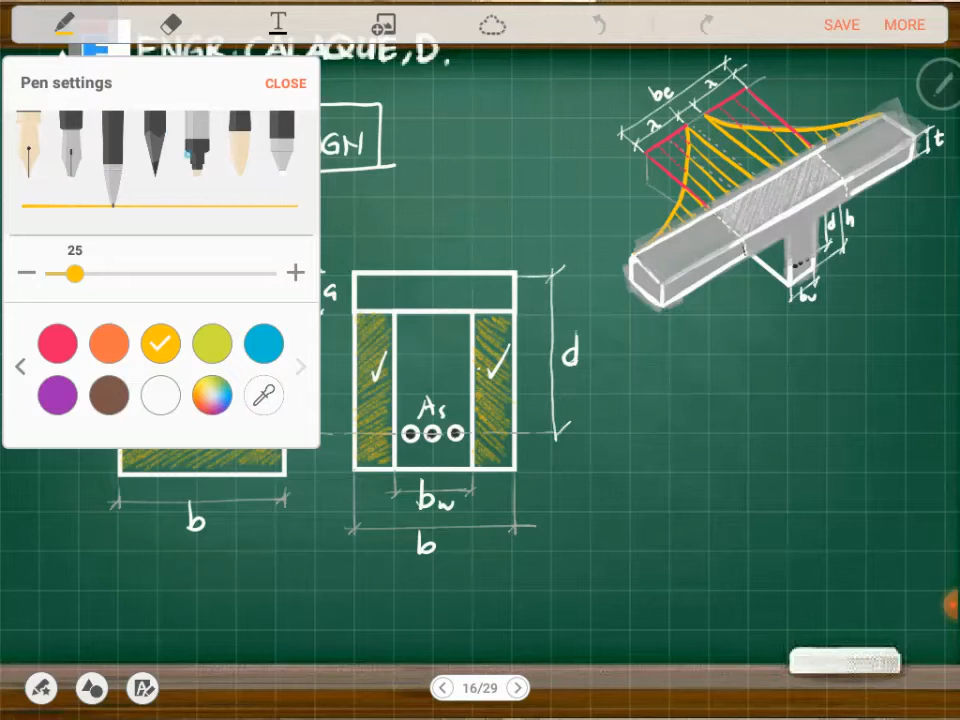 T
SAVE
MORE
ENGR. CALAQUE, D.
Pen settings
CLOSE
GN
25
be
x
x
t
d
h
bw
a
d
As
bw
b
b
16/29